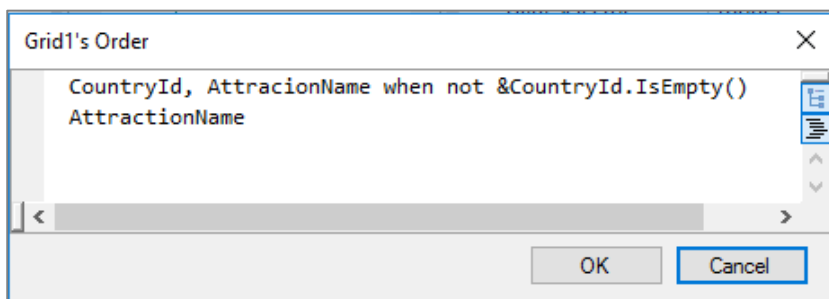 Grid1's Order
CountryId, AttracionName when not &CountryId.IsEmpty()
AttractionName
OK
Cancel